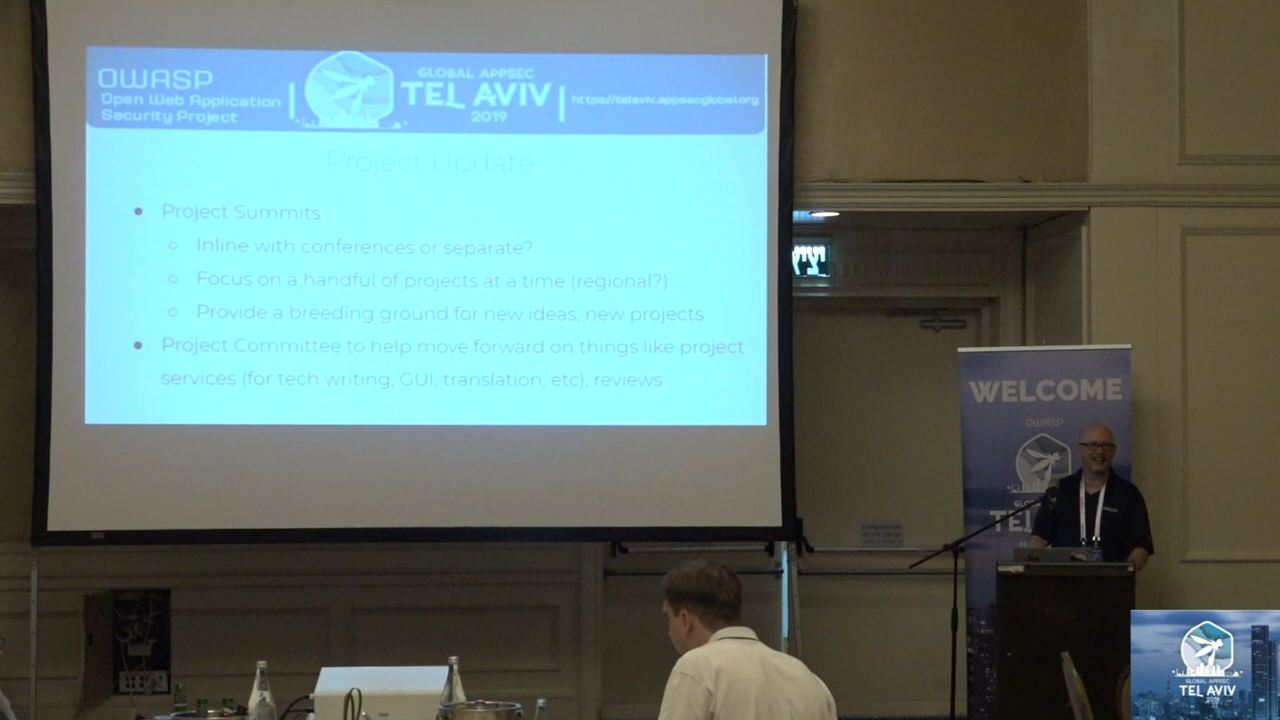 OWASP
Open Web Application
Security Project
GLOBAL APPSEC
TEL AVIV
2019
https://telaviv.appsecglobal.org
Project Update
Project Summits
Inline with conferences or separate?
Focus on a handful of projects at a time (regional?)
Provide a breeding ground for new ideas, new projects
Project Committee to help move forward on things like project
services (for tech writing, GUI, translation, etc), reviews
WELCOME
OWASP
TEL
GLOBAL APPSEC
TEL AVIV
2019